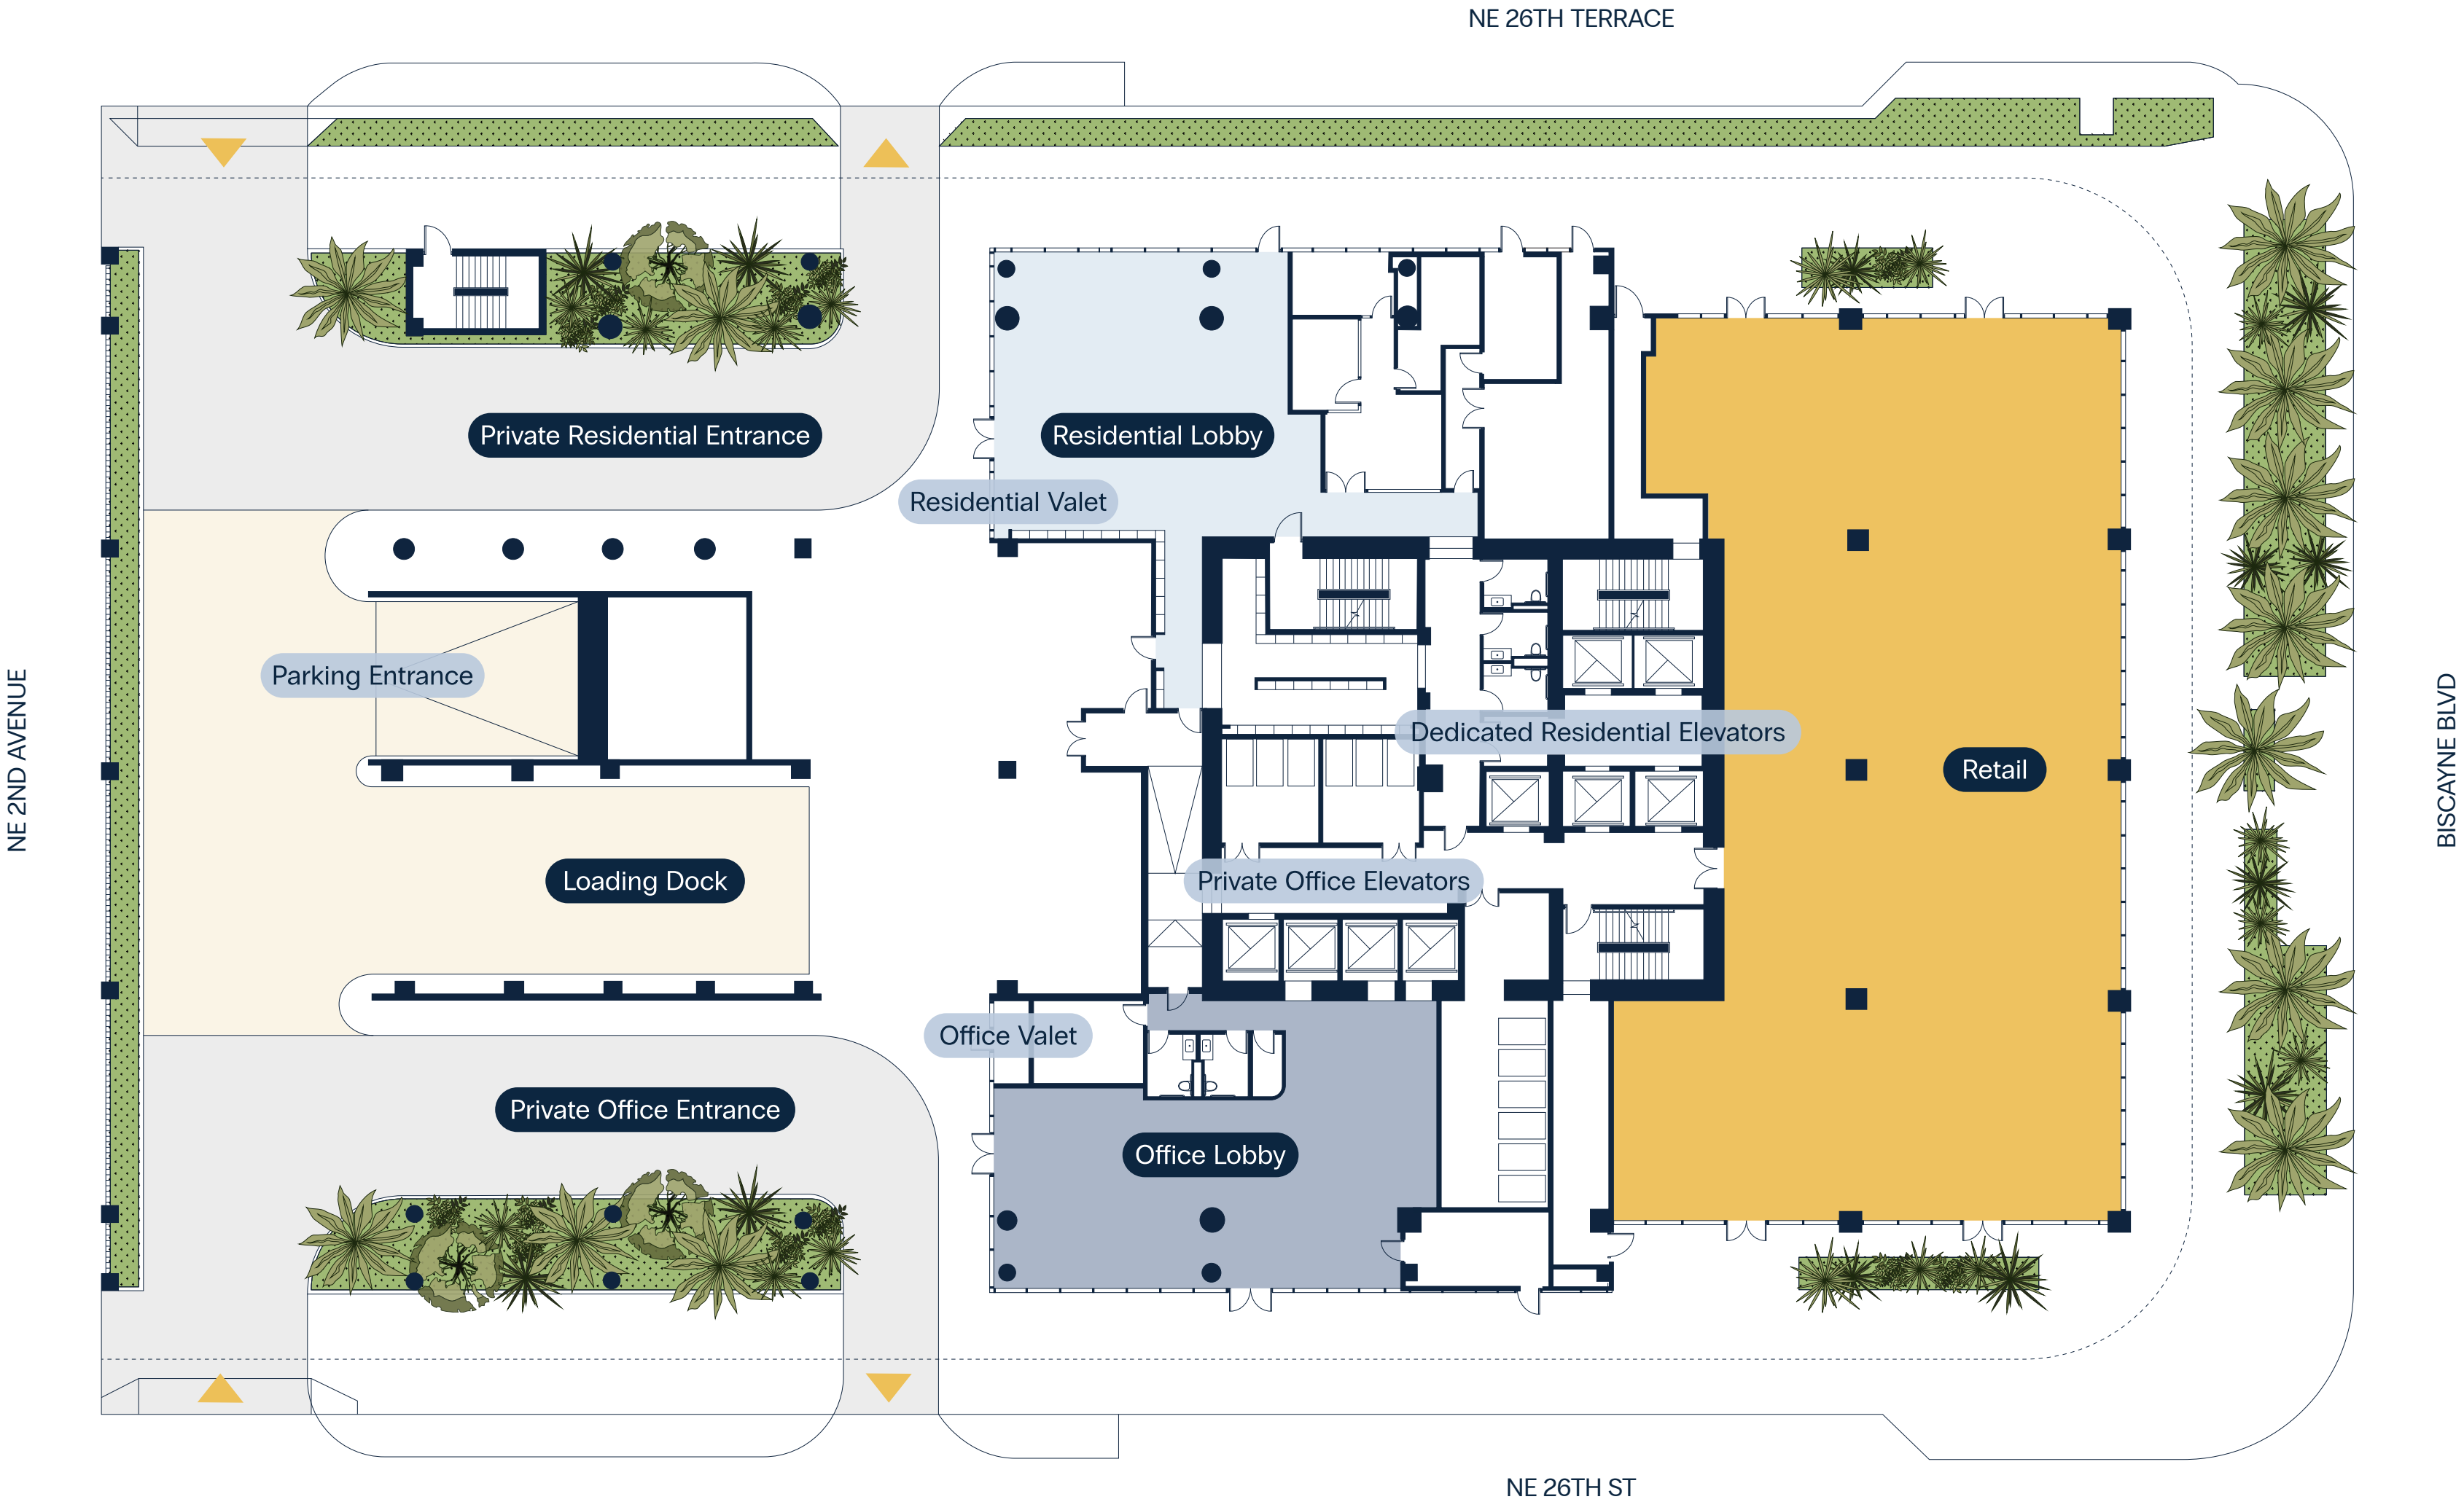 NE 26TH TERRACE
Private Residential Entrance
Residential Lobby
Residential Valet
Parking Entrance
Dedicated Residential Elevators
NE 2ND AVENUE
BISCAYNE BLVD
Retail
Loading Dock
Private Office Elevators
Office Valet
Private Office Entrance
Office Lobby
NE 26TH ST